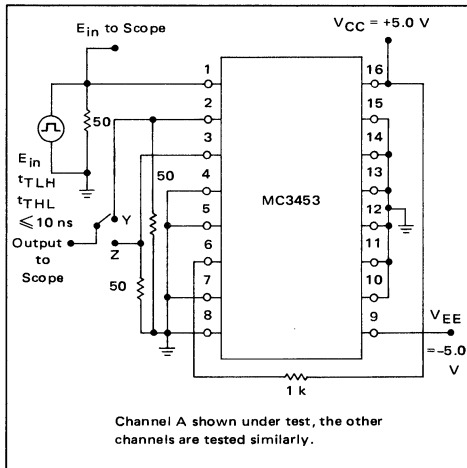 E_in to Scope
V_CC = +5.0 V
1
16
2
15
50
3
14
E_in
t_TLH
t_THL
≤ 10 ns
4
13
50
MC3453
Y
5
12
Output
to
Scope
Z
6
11
50
7
10
8
9
V_EE
= -5.0
V
1 k
Channel A shown under test, the other
channels are tested similarly.